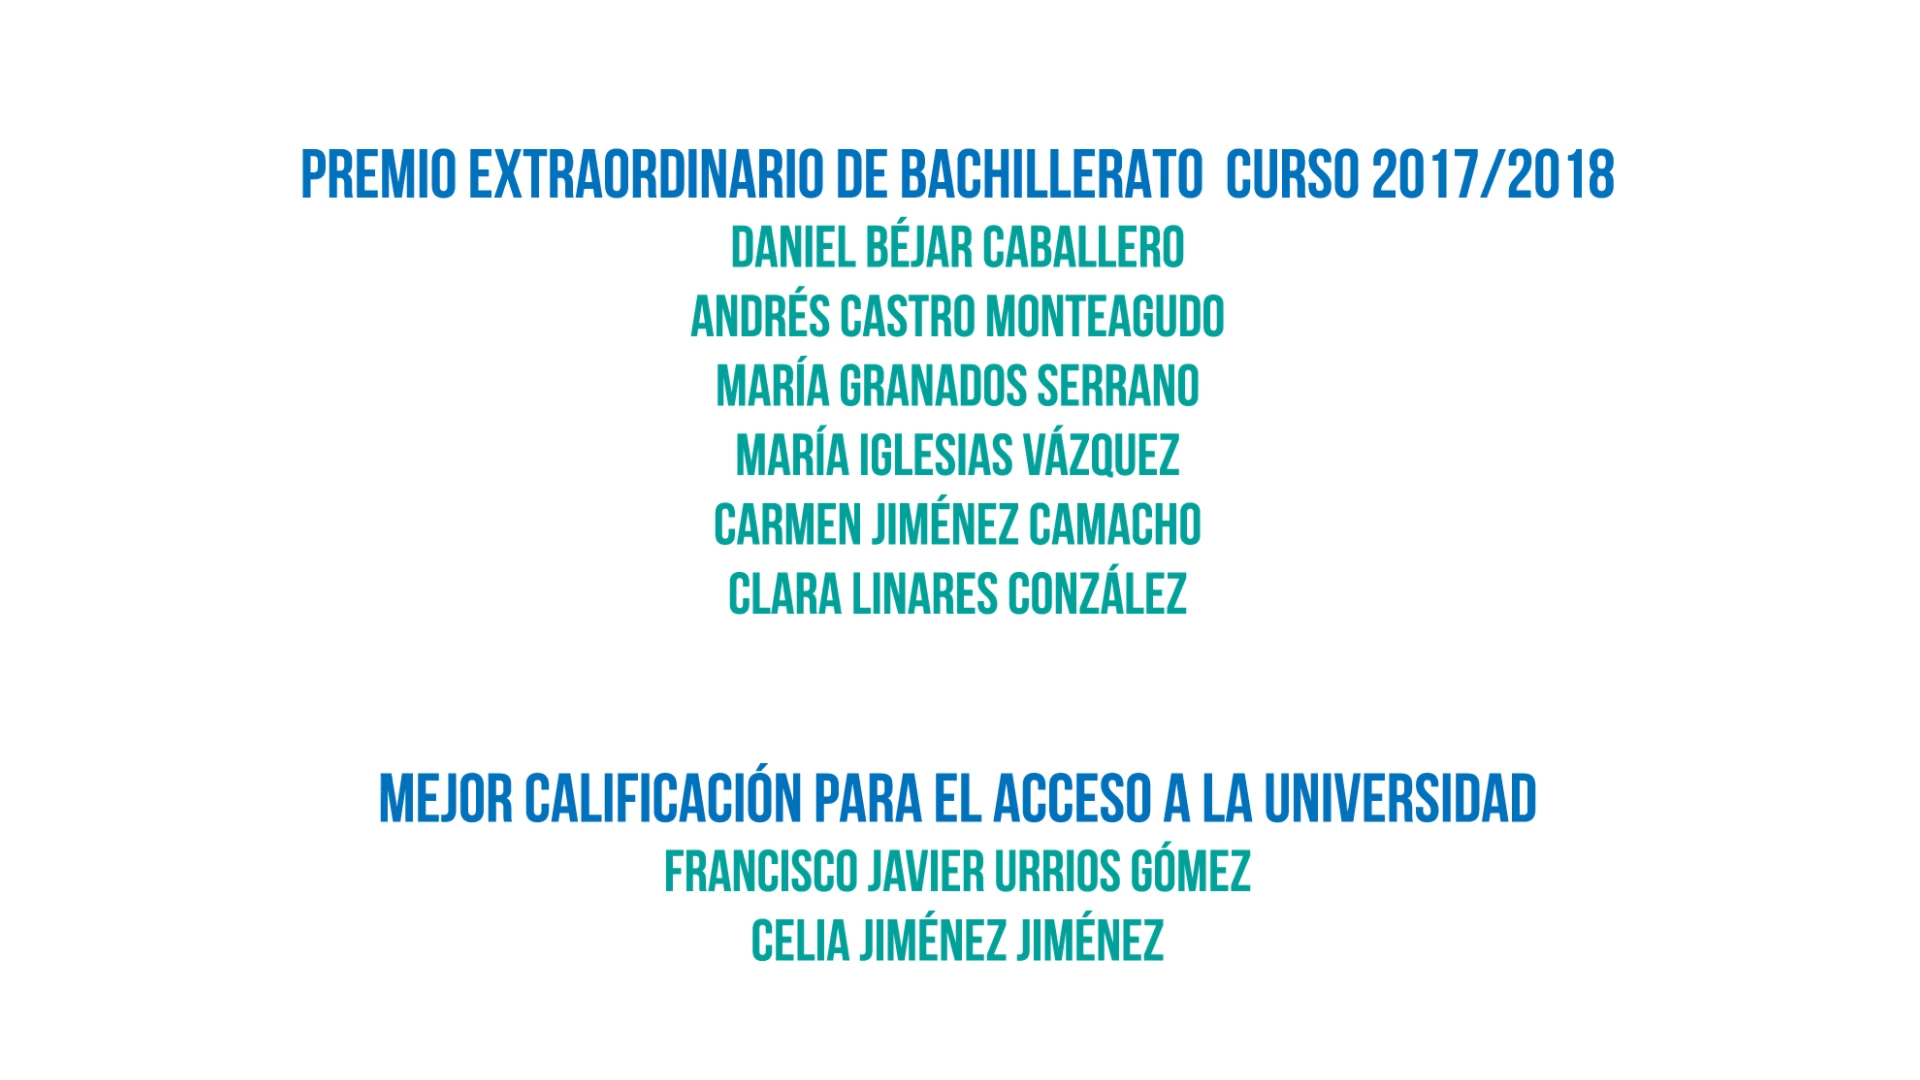 PREMIO EXTRAORDINARIO DE BACHILLERATO CURSO 2017/2018
DANIEL BÉJAR CABALLERO
ANDRÉS CASTRO MONTEAGUDO
MARÍA GRANADOS SERRANO
MARÍA IGLESIAS VÁZQUEZ
CARMEN JIMÉNEZ CAMACHO
CLARA LINARES CONZÁLEZ
MEJOR CALIFICACIÓN PARA EL ACCESO A LA UNIVERSIDAD
FRANCISCO JAVIER URRIOS GÓMEZ
CELIA JIMÉNEZ JIMÉNEZ